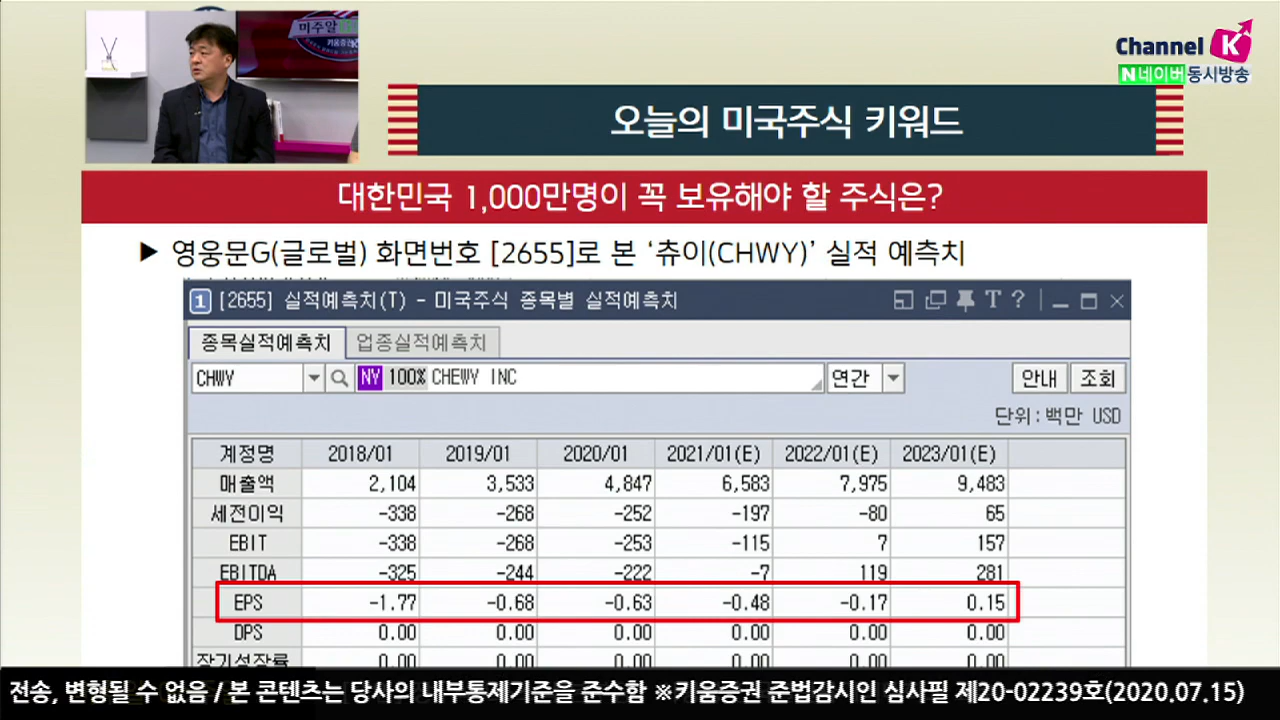 미주알
키움증권
Channel K
N 네이버 동시방송
오늘의 미국주식 키워드
대한민국 1,000만명이 꼭 보유해야 할 주식은?
▶ 영웅문G(글로벌) 화면번호 [2655]로 본 ‘츄이(CHWY)’ 실적 예측치
1 [2655] 실적예측치(T) - 미국주식 종목별 실적예측치 T ?
종목실적예측치 업종실적예측치
CHWY NY 100% CHEWY INC 연간 안내 조회
단위:백만 USD
계정명 2018/01 2019/01 2020/01 2021/01(E) 2022/01(E) 2023/01(E)
매출액 2,104 3,533 4,847 6,583 7,975 9,483
세전이익 -338 -268 -252 -197 -80 65
EBIT -338 -268 -253 -115 7 157
EBITDA -325 -244 -222 -7 119 281
EPS -1.77 -0.68 -0.63 -0.48 -0.17 0.15
DPS 0.00 0.00 0.00 0.00 0.00 0.00
장기성장률 0.00 0.00 0.00 0.00 0.00 0.00
전송, 변형될 수 없음 / 본 콘텐츠는 당사의 내부통제기준을 준수함 ※키움증권 준법감시인 심사필 제20-02239호(2020.07.15)